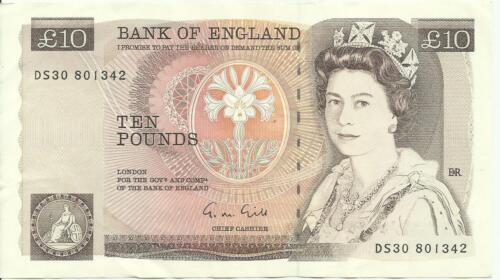 £10 BANK OF ENGLAND £10
I PROMISE TO PAY THE BEARER ON DEMAND THE SUM OF
DS30 801342
TEN
POUNDS
LONDON
FOR THE GOVR AND COMPA
OF THE BANK OF ENGLAND
G.M.Gill
CHIEF CASHIER
DS30 801342